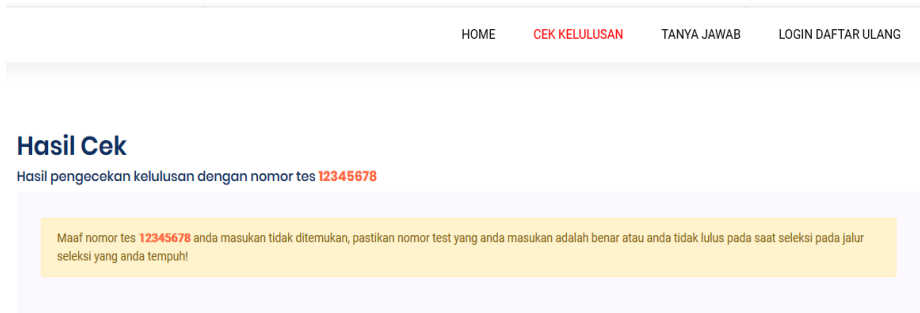 HOME CEK KELULUSAN TANYA JAWAB LOGIN DAFTAR ULANG
Hasil Cek
Hasil pengecekan kelulusan dengan nomor tes 12345678
Maaf nomor tes 12345678 anda masukan tidak ditemukan, pastikan nomor test yang anda masukan adalah benar atau anda tidak lulus pada saat seleksi pada jalur
seleksi yang anda tempuh!